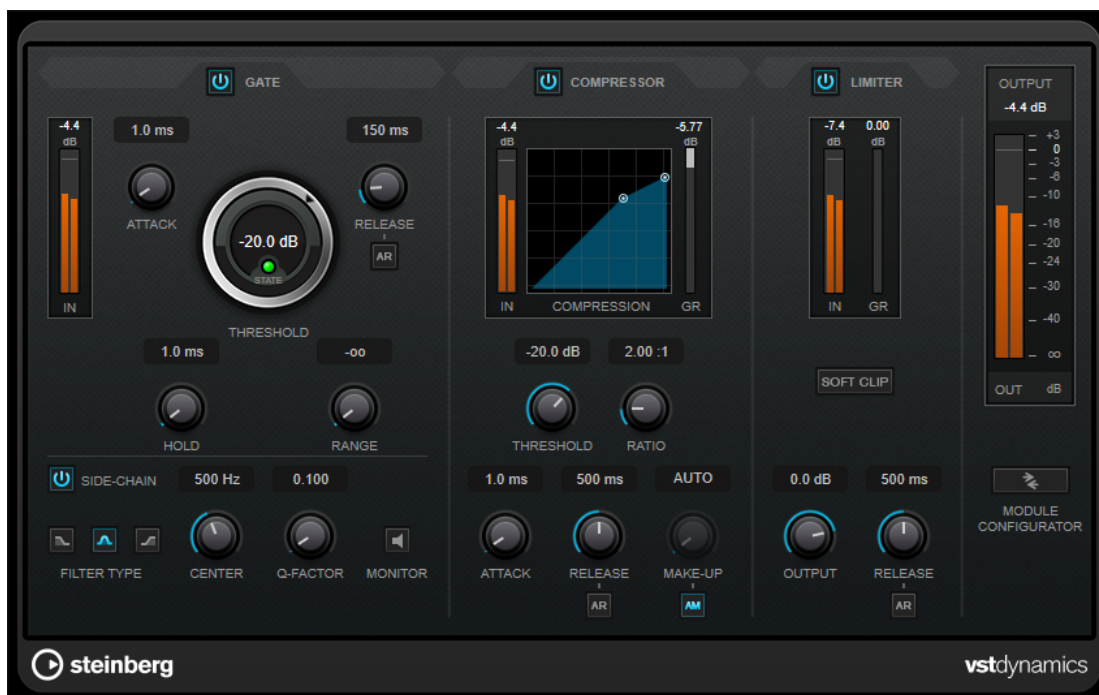 GATE
COMPRESSOR
LIMITER
OUTPUT
-4.4 dB
-4.4
dB
IN
1.0 ms
ATTACK
150 ms
RELEASE
AR
-20.0 dB
STATE
THRESHOLD
1.0 ms
HOLD
-oo
RANGE
SIDE-CHAIN
500 Hz
0.100
FILTER TYPE
CENTER
Q-FACTOR
MONITOR
-4.4
dB
-5.77
dB
IN
COMPRESSION
GR
-20.0 dB
2.00 :1
THRESHOLD
RATIO
1.0 ms
500 ms
AUTO
ATTACK
RELEASE
MAKE-UP
AR
AM
-7.4
dB
0.00
dB
IN
GR
SOFT CLIP
0.0 dB
500 ms
OUTPUT
RELEASE
AR
+3
0
-3
-6
-10
-16
-20
-24
-30
-40
oo
OUT
dB
MODULE
CONFIGURATOR
steinberg
vstdynamics